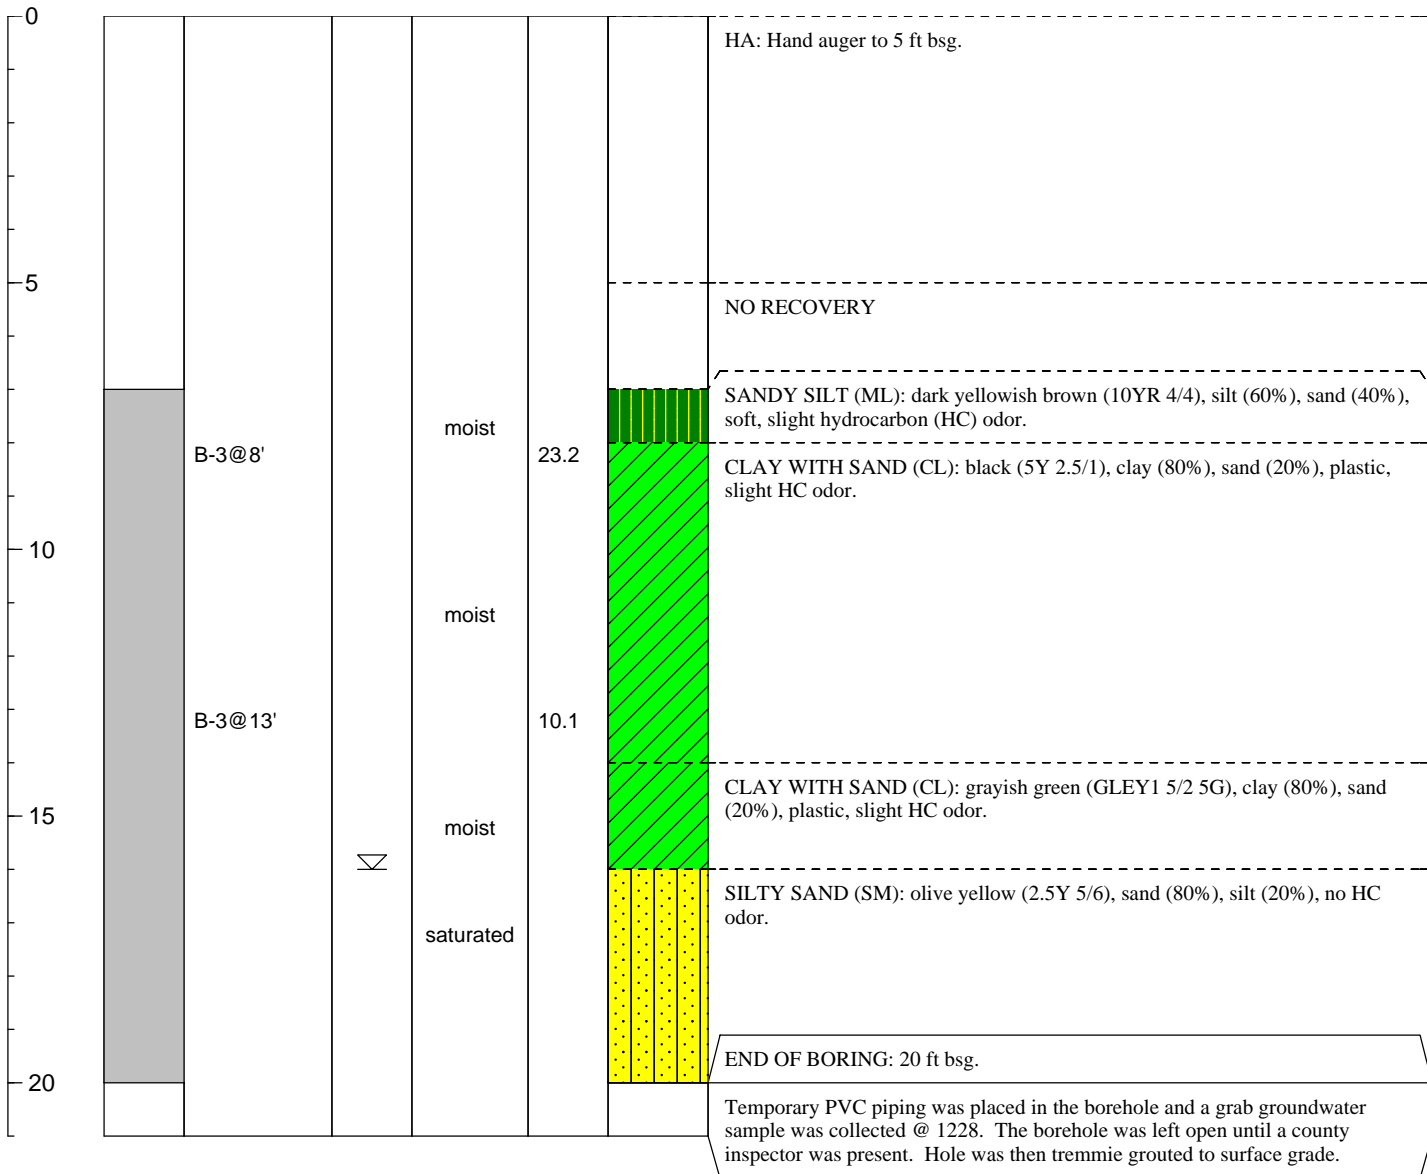 0
HA: Hand auger to 5 ft bsg.
5
NO RECOVERY
SANDY SILT (ML): dark yellowish brown (10YR 4/4), silt (60%), sand (40%),
soft, slight hydrocarbon (HC) odor.
moist
B-3@8'
23.2
CLAY WITH SAND (CL): black (5Y 2.5/1), clay (80%), sand (20%), plastic,
slight HC odor.
10
moist
B-3@13'
10.1
CLAY WITH SAND (CL): grayish green (GLEY1 5/2 5G), clay (80%), sand
(20%), plastic, slight HC odor.
15
moist
SILTY SAND (SM): olive yellow (2.5Y 5/6), sand (80%), silt (20%), no HC
odor.
saturated
END OF BORING: 20 ft bsg.
20
Temporary PVC piping was placed in the borehole and a grab groundwater
sample was collected @ 1228.  The borehole was left open until a county
inspector was present.  Hole was then tremmie grouted to surface grade.